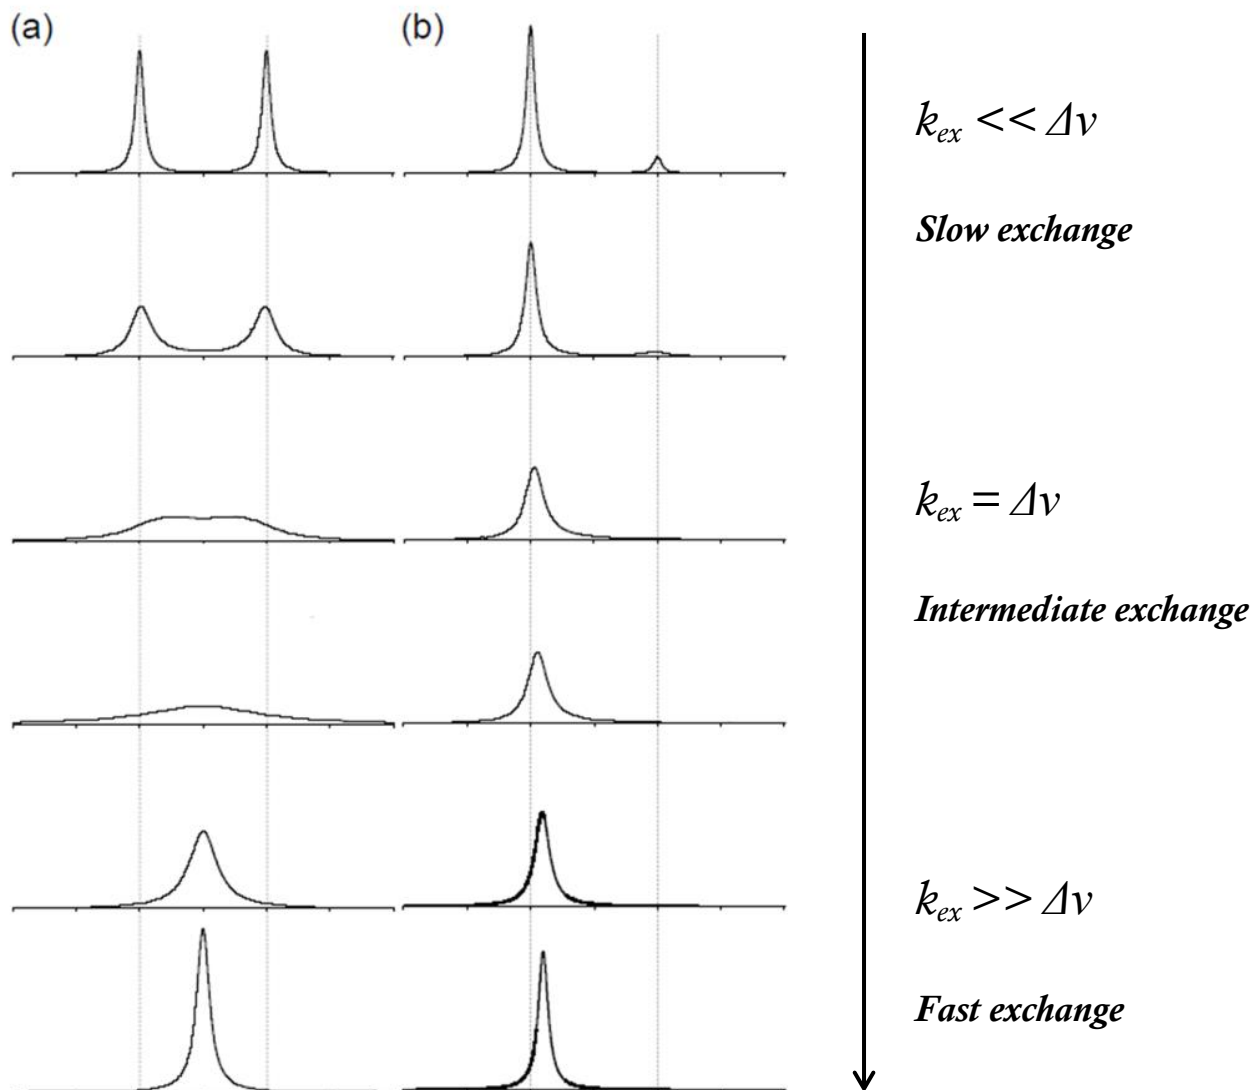 (a)
(b)
k_ex << Δν
Slow exchange
k_ex = Δν
Intermediate exchange
k_ex >> Δν
Fast exchange